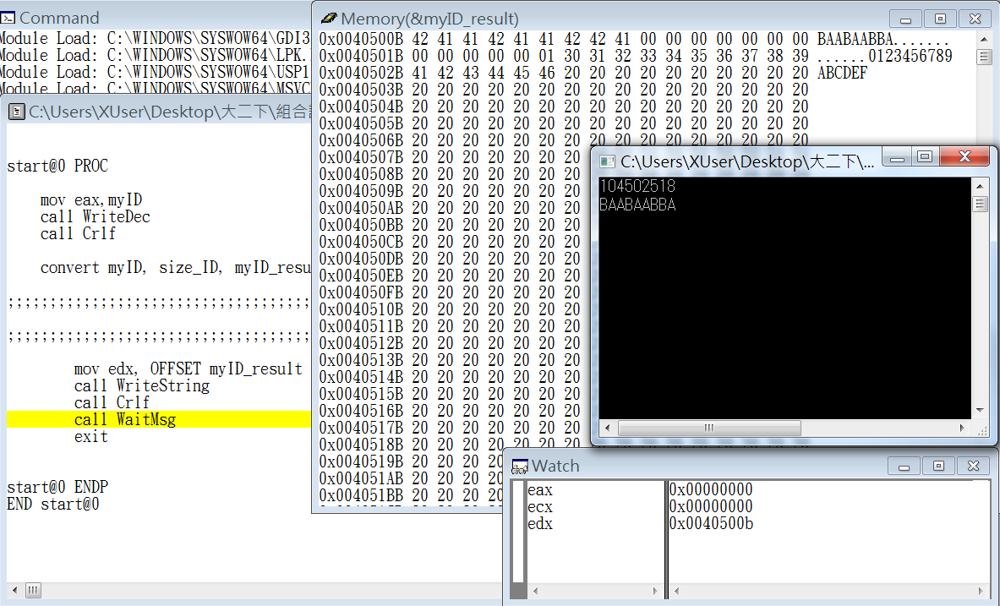 Command
Module Load: C:\WINDOWS\SYSWOW64\GDI3
Module Load: C:\WINDOWS\SYSWOW64\LPK.
Module Load: C:\WINDOWS\SYSWOW64\USP1
Module Load: C:\WINDOWS\SYSWOW64\MSVC
C:\Users\XUser\Desktop\大二下\組合
start@0 PROC
mov eax,myID
call WriteDec
call Crlf
convert myID, size_ID, myID_resu
;;;;;;;;;;;;;;;;;;;;;;;;;;;;;;;;;;;;
;;;;;;;;;;;;;;;;;;;;;;;;;;;;;;;;;;;;
mov edx, OFFSET myID_result
call WriteString
call Crlf
call WaitMsg
exit
start@0 ENDP
END start@0
Memory(&myID_result)
0x0040500B 42 41 41 42 41 41 42 42 41 00 00 00 00 00 00 00 BAABAABBA.......
0x0040501B 00 00 00 00 00 01 30 31 32 33 34 35 36 37 38 39 ......0123456789
0x0040502B 41 42 43 44 45 46 20 20 20 20 20 20 20 20 20 20 ABCDEF
0x0040503B 20 20 20 20 20 20 20 20 20 20 20 20 20 20 20 20
0x0040504B 20 20 20 20 20 20 20 20 20 20 20 20 20 20 20 20
0x0040505B 20 20 20 20 20 20 20 20 20 20 20 20 20 20 20 20
0x0040506B 20 20 20 20 20 20 20 20 20 20 20 20 20 20 20 20
0x0040507B 20 20 20 20 20 20 20
0x0040508B 20 20 20 20 20 20 20
0x0040509B 20 20 20 20 20 20 20
0x004050AB 20 20 20 20 20 20 20
0x004050BB 20 20 20 20 20 20 20
0x004050CB 20 20 20 20 20 20 20
0x004050DB 20 20 20 20 20 20 20
0x004050EB 20 20 20 20 20 20 20
0x004050FB 20 20 20 20 20 20 20
0x0040510B 20 20 20 20 20 20 20
0x0040511B 20 20 20 20 20 20 20
0x0040512B 20 20 20 20 20 20 20
0x0040513B 20 20 20 20 20 20 20
0x0040514B 20 20 20 20 20 20 20
0x0040515B 20 20 20 20 20 20 20
0x0040516B 20 20 20 20 20 20 20
0x0040517B 20 20 20 20 20 20 20
0x0040518B 20 20 20 20 20 20 20
0x0040519B 20 20 20 20
0x004051AB 20 20 20 20
0x004051BB 20 20 20 20
C:\Users\XUser\Desktop\大二下\...
104502518
BAABAABBA
Watch
eax 0x00000000
ecx 0x00000000
edx 0x0040500b